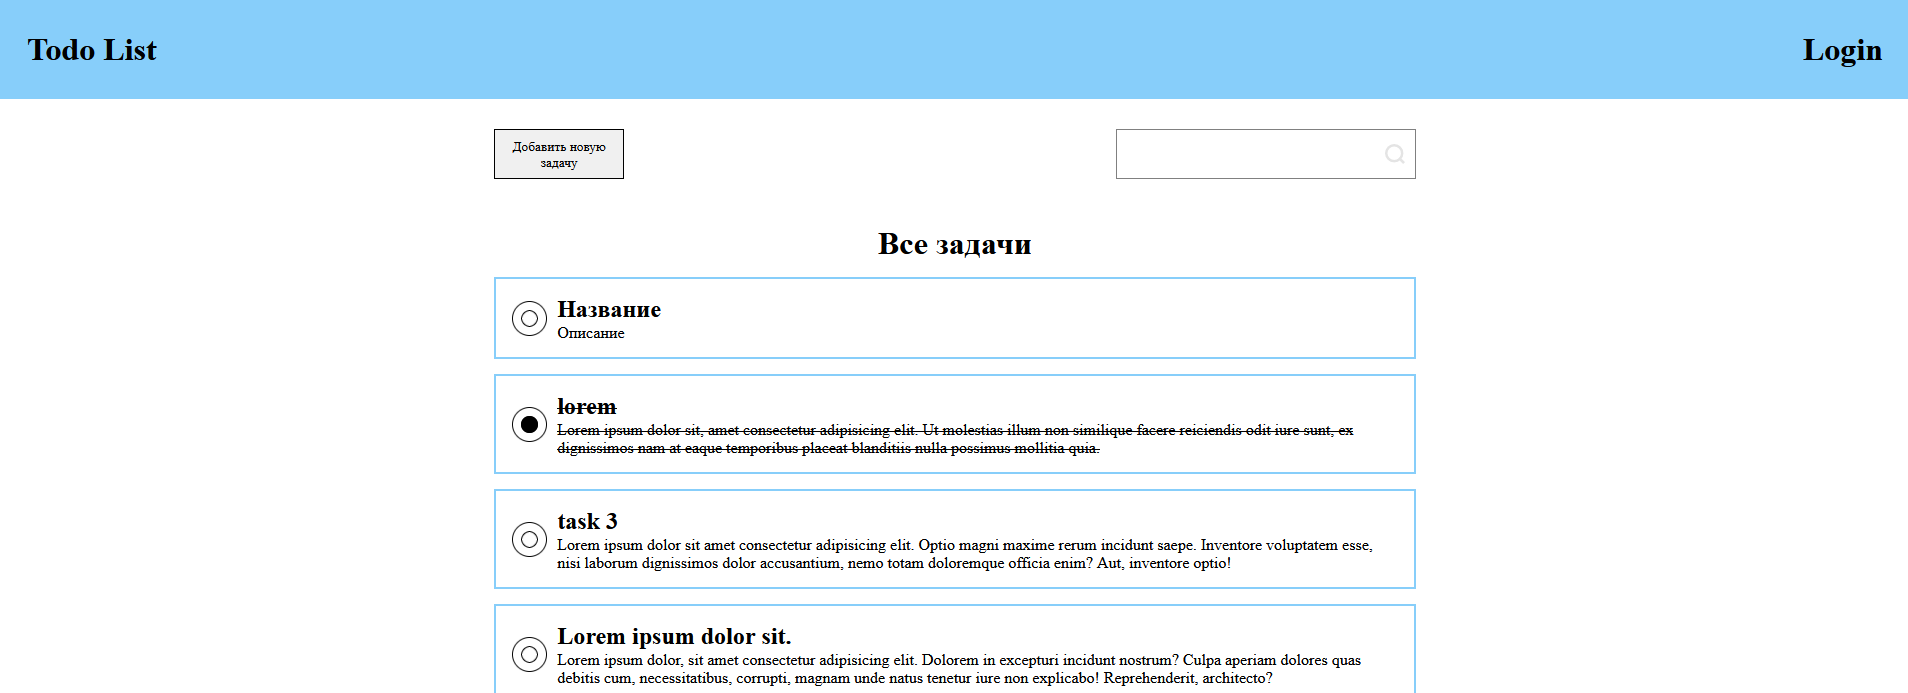 Todo List
Login
Добавить новую
задачу
Все задачи
Название
Описание
lorem
Lorem ipsum dolor sit, amet consectetur adipisicing elit. Ut molestias illum non similique facere reiciendis odit iure sunt, ex
dignissimos nam at eaque temporibus placeat blanditiis nulla possimus mollitia quia.
task 3
Lorem ipsum dolor sit amet consectetur adipisicing elit. Optio magni maxime rerum incidunt saepe. Inventore voluptatem esse,
nisi laborum dignissimos dolor accusantium, nemo totam doloremque officia enim? Aut, inventore optio!
Lorem ipsum dolor sit.
Lorem ipsum dolor, sit amet consectetur adipisicing elit. Dolorem in excepturi incidunt nostrum? Culpa aperiam dolores quas
debitis cum, necessitatibus, corrupti, magnam unde natus tenetur iure non explicabo! Reprehenderit, architecto?